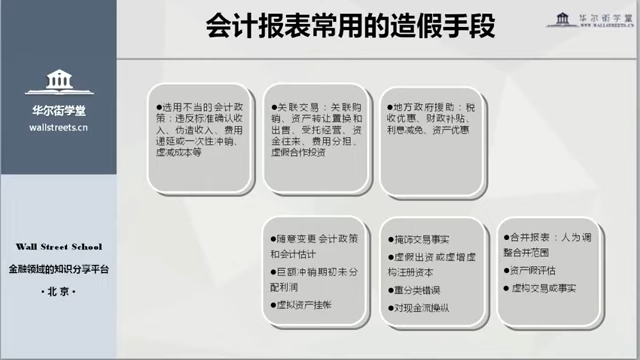 会计报表常用的造假手段
华尔街学堂
WWW.WALLSTREETS.CN
华尔街学堂
wallstreets.cn
●选用不当的会计政
策：违反标准确认收
入、伪造收入、费用
递延或一次性冲销、
虚减成本等
●关联交易：关联购
销、资产转让置换和
出售、受托经营、资
金往来、费用分担、
虚假合作投资
●地方政府援助：税
收优惠、财政补贴、
利息减免、资产优惠
Wall Street School
金融领域的知识分享平台
· 北 京 ·
●随意变更会计政策
和会计估计
●巨额冲销期初未分
配利润
●虚拟资产挂帐
●掩饰交易事实
●虚假出资或虚增虚
构注册资本
●重分类错误
●对现金流操纵
●合并报表：人为调
整合并范围
●资产假评估
● 虚构交易或事实